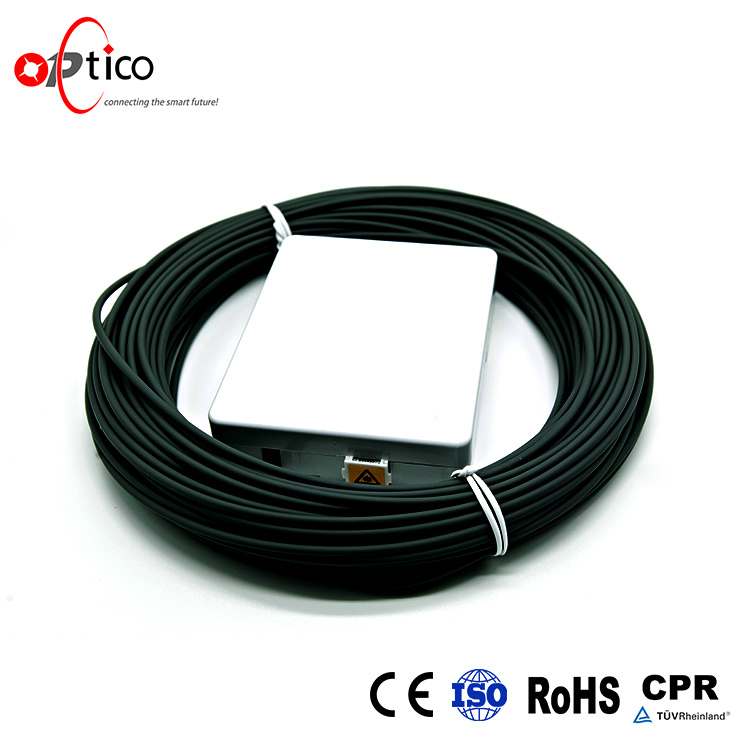 OPtico
connecting the smart future!
CE ISO RoHS CPR
TÜVRheinland®